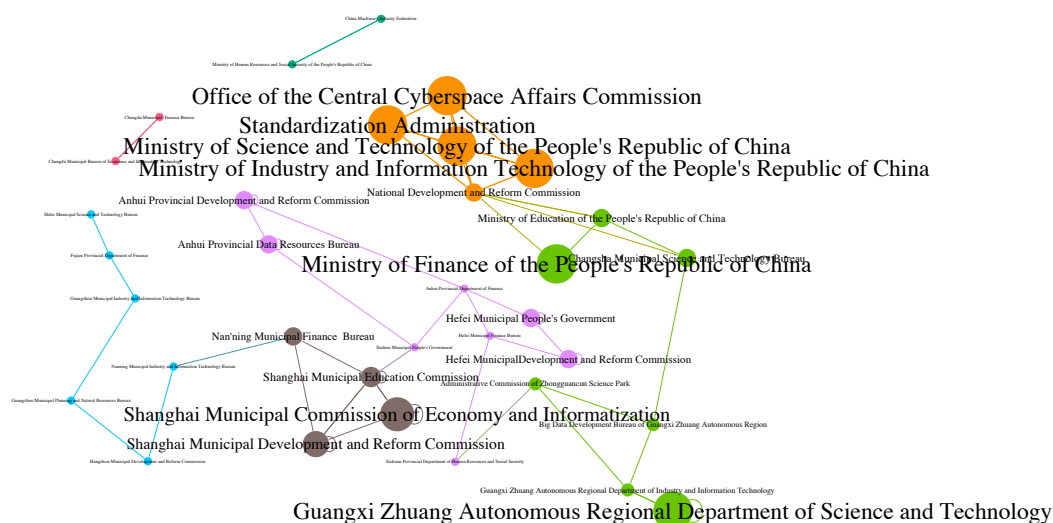 China Machinery Industry Federation
Ministry of Human Resources and Social Security of the People's Republic of China
Office of the Central Cyberspace Affairs Commission
Chengdu Municipal Finance Bureau
Standardization Administration
Ministry of Science and Technology of the People's Republic of China
Chengdu Municipal Bureau of Economic and Information Technology
Ministry of Industry and Information Technology of the People's Republic of China
National Development and Reform Commission
Anhui Provincial Development and Reform Commission
Hefei Municipal Science and Technology Bureau
Ministry of Education of the People's Republic of China
Anhui Provincial Data Resources Bureau
Fujian Provincial Department of Finance
Changsha Municipal Science and Technology Bureau
Ministry of Finance of the People's Republic of China
Anhui Provincial Department of Finance
Guangzhou Municipal Industry and Information Technology Bureau
Hefei Municipal People's Government
Nan'ning Municipal Finance Bureau
Hefei Municipal Finance Bureau
Suzhou Municipal People's Government
Hefei MunicipalDevelopment and Reform Commission
Nanning Municipal Industry and Information Technology Bureau
Shanghai Municipal Education Commission
Administrative Commission of Zhongguancun Science Park
Guangzhou Municipal Planning and Natural Resources Bureau
Shanghai Municipal Commission of Economy and Informatization
Big Data Development Bureau of Guangxi Zhuang Autonomous Region
Shanghai Municipal Development and Reform Commission
Hangzhou Municipal Development and Reform Commission
Sichuan Provincial Department of Human Resources and Social Security
Guangxi Zhuang Autonomous Regional Department of Industry and Information Technology
Guangxi Zhuang Autonomous Regional Department of Science and Technology